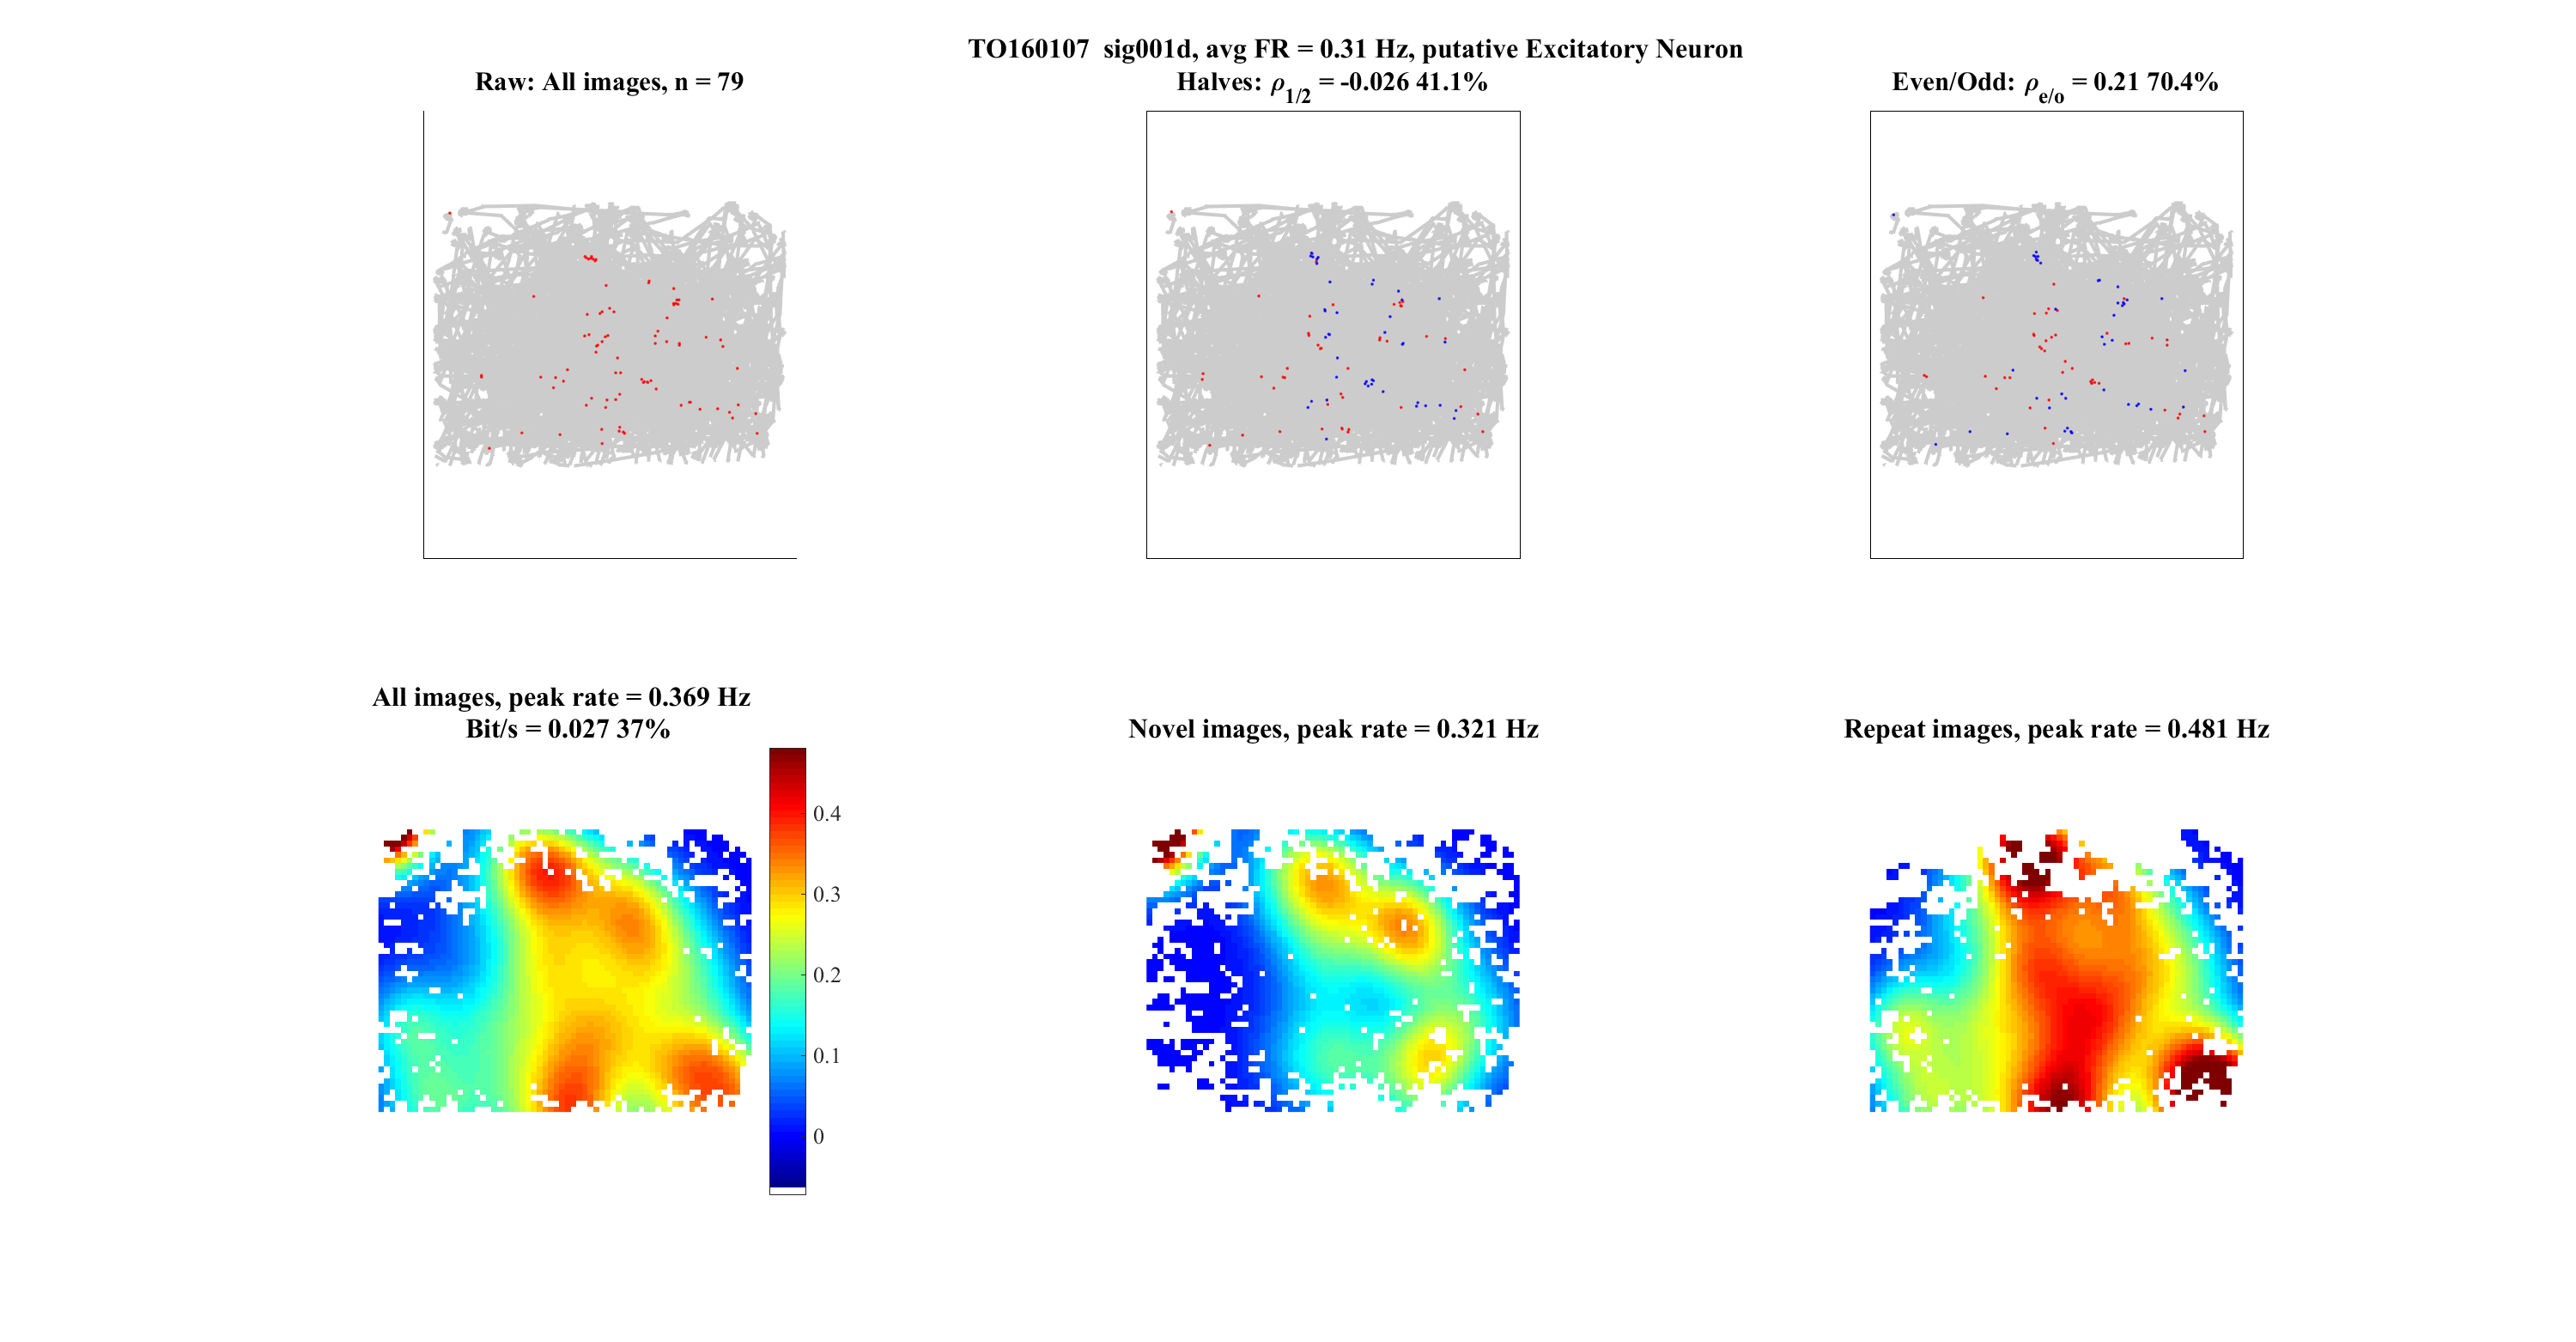 TO160107  sig001d, avg FR = 0.31 Hz, putative Excitatory Neuron
Raw: All images, n = 79
Halves: ρ1/2 = -0.026 41.1%
Even/Odd: ρe/o = 0.21 70.4%
All images, peak rate = 0.369 Hz
Bit/s = 0.027 37%
0.4
0.3
0.2
0.1
0
Novel images, peak rate = 0.321 Hz
Repeat images, peak rate = 0.481 Hz